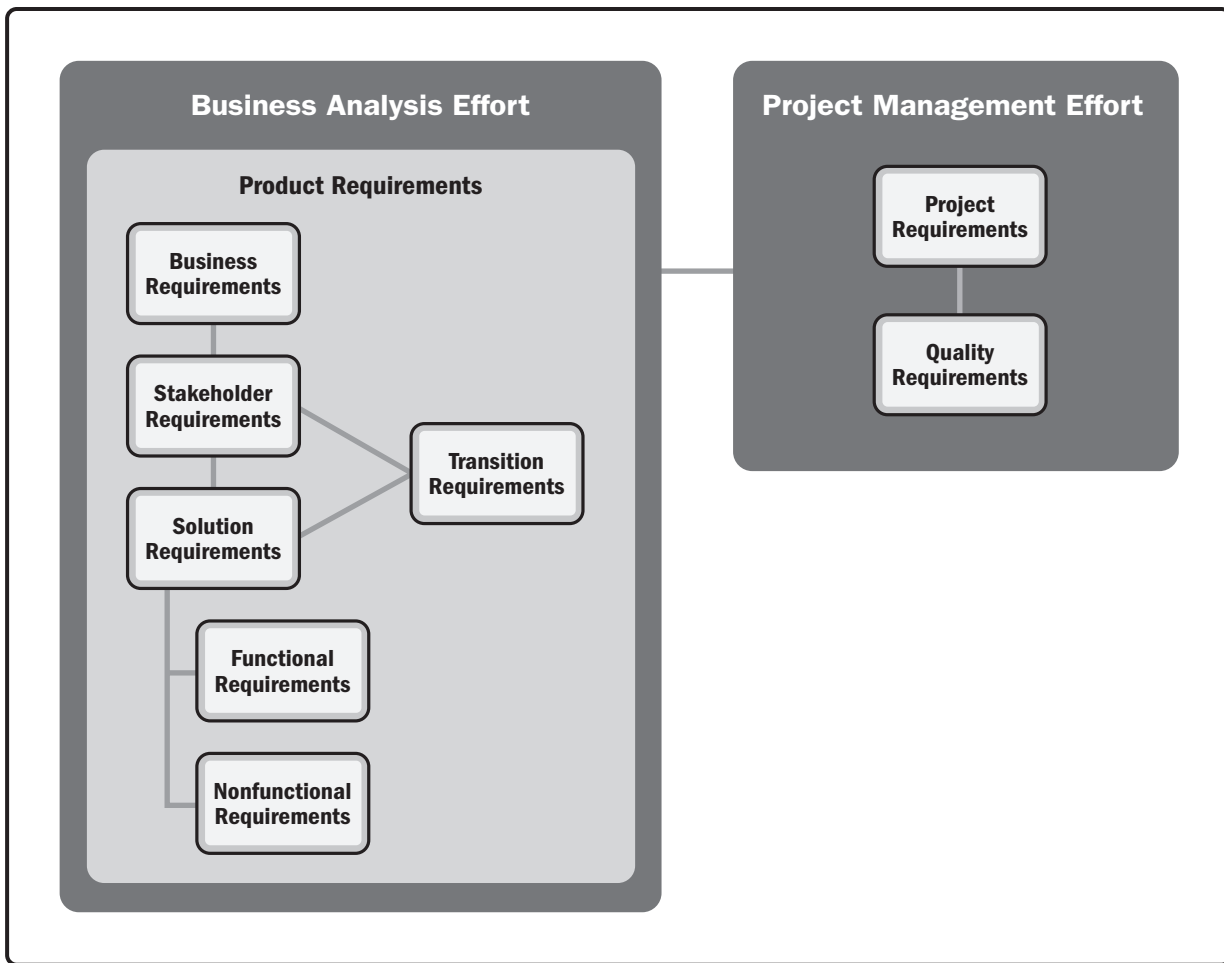 Business Analysis Effort
Product Requirements
Business
Requirements
Stakeholder
Requirements
Transition
Requirements
Solution
Requirements
Functional
Requirements
Nonfunctional
Requirements
Project Management Effort
Project
Requirements
Quality
Requirements